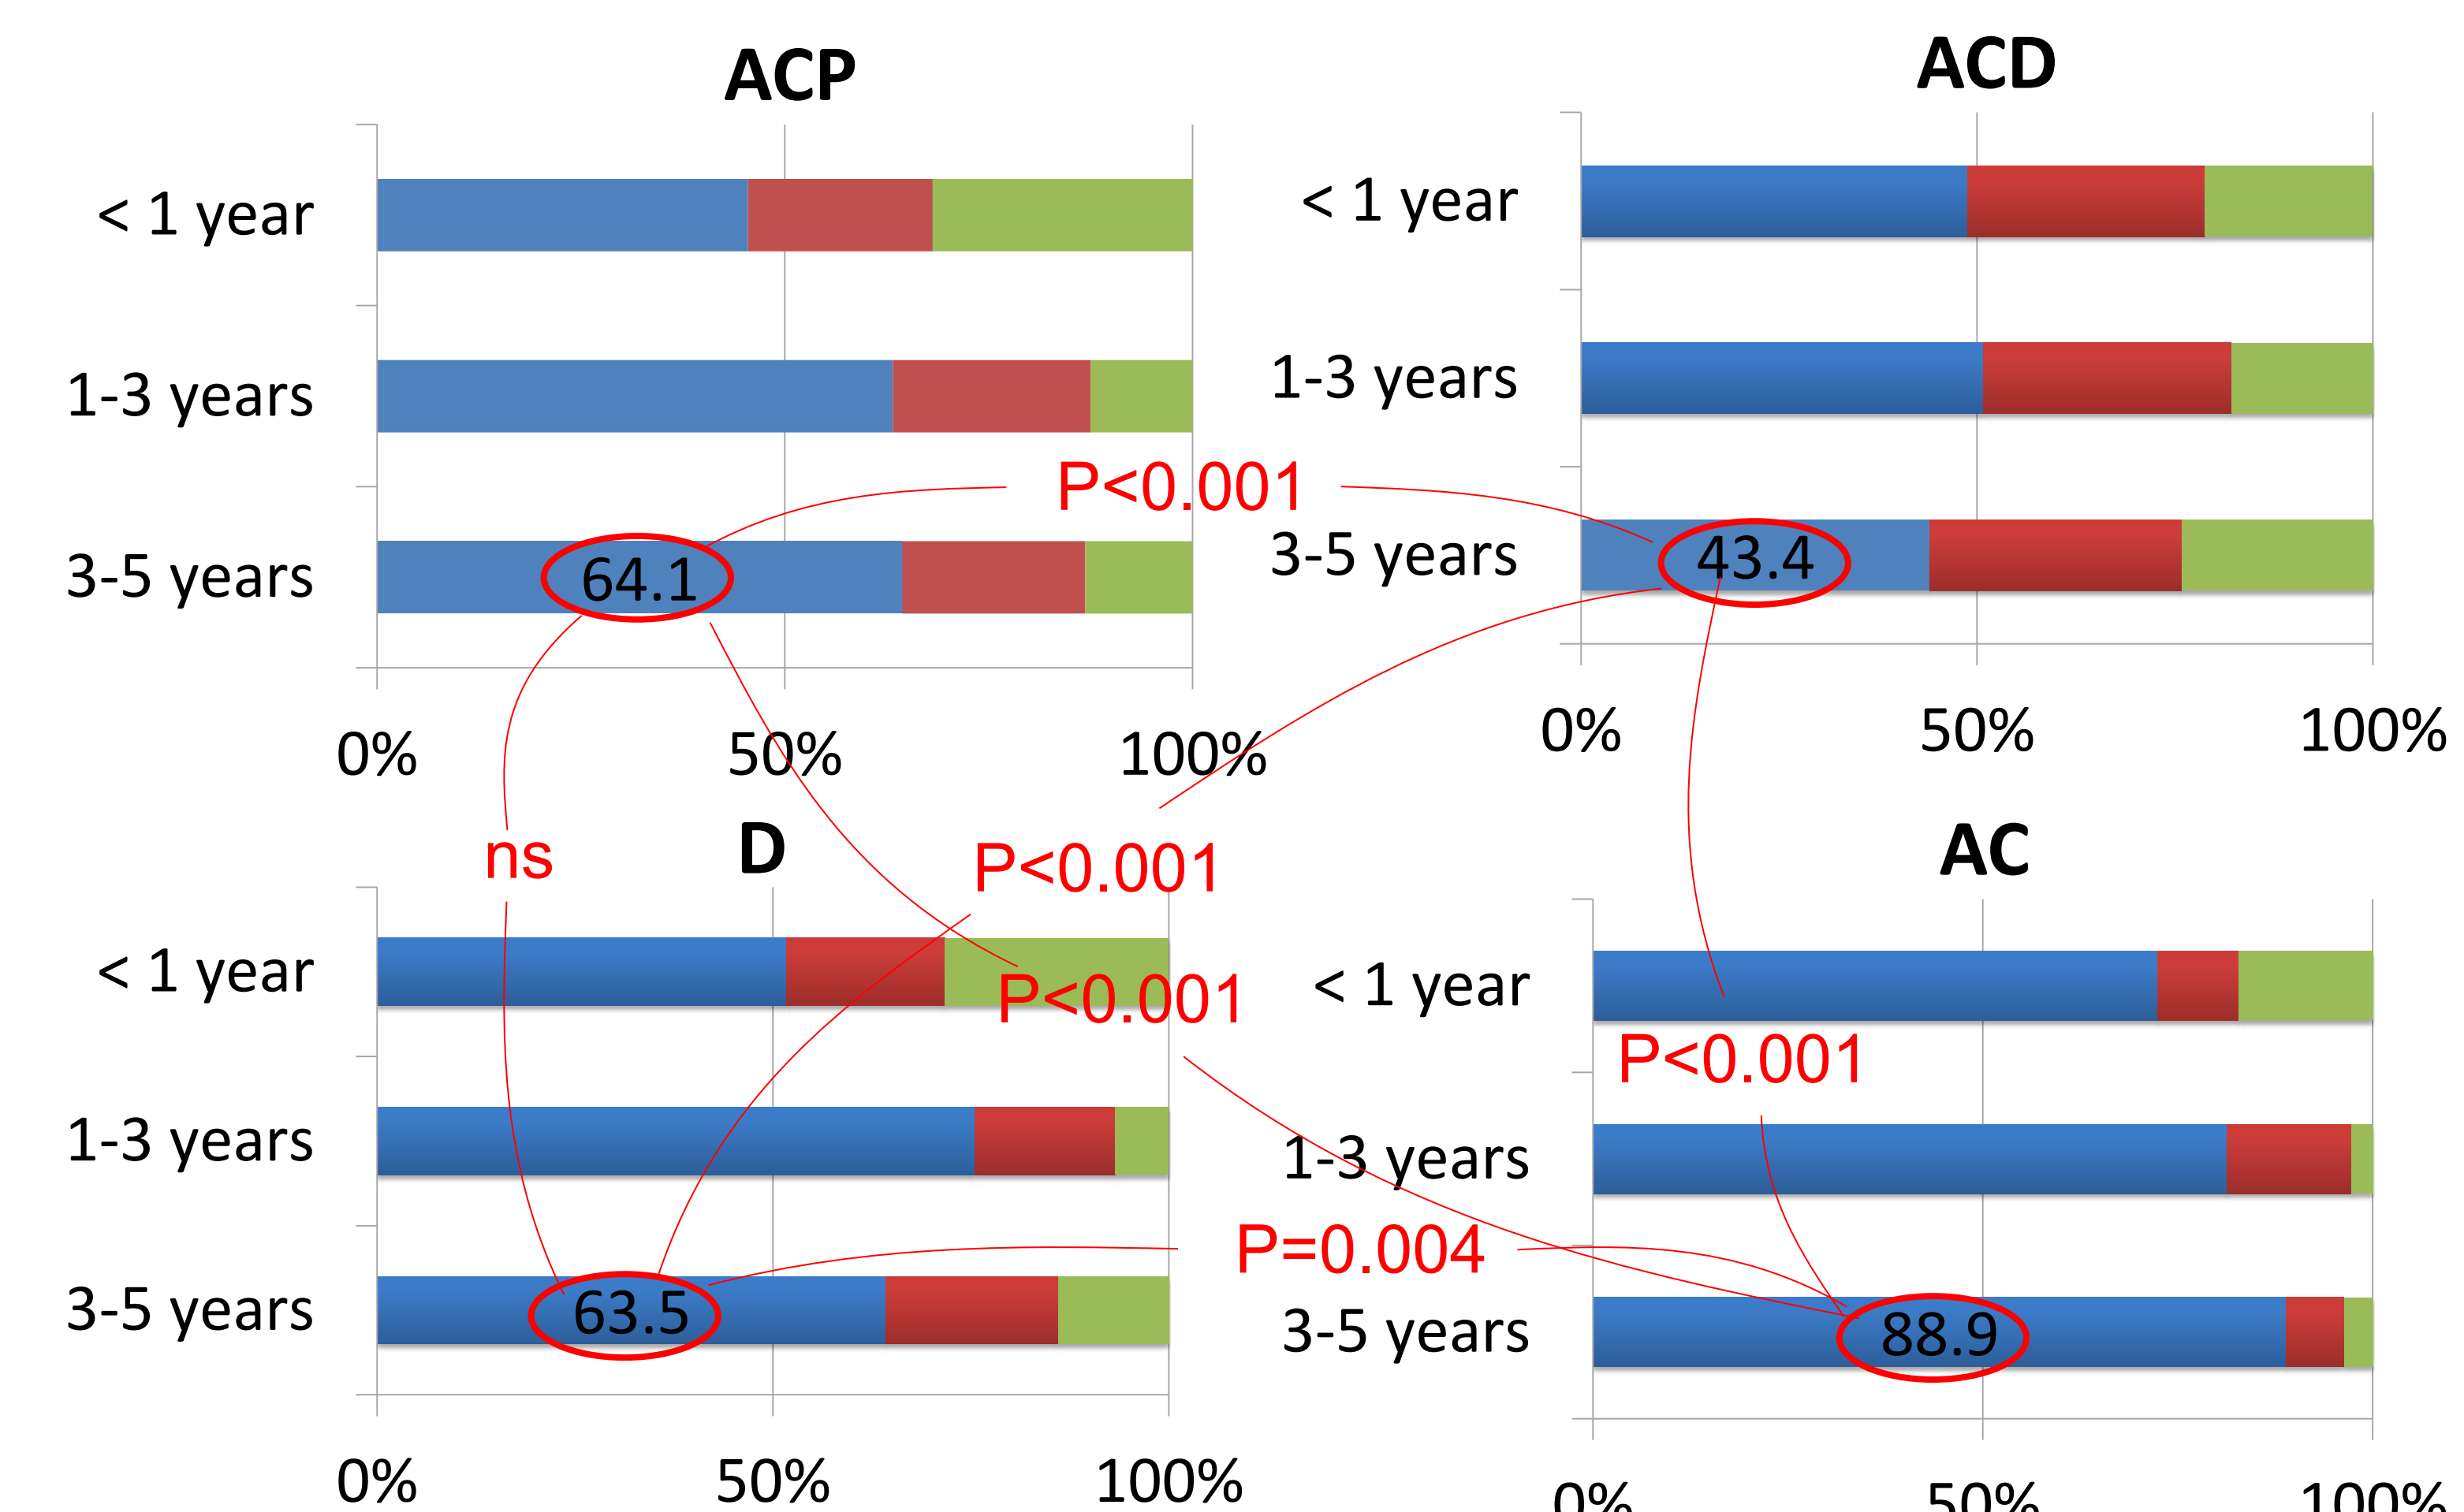 ACP
< 1 year
1-3 years
3-5 years
64.1
0%
50%
100%
P<0.001
ACD
< 1 year
1-3 years
3-5 years
43.4
0%
50%
100%
ns
D
P<0.001
P<0.001
< 1 year
1-3 years
3-5 years
63.5
0%
50%
100%
P=0.004
AC
< 1 year
P<0.001
1-3 years
3-5 years
88.9
0%
50%
100%